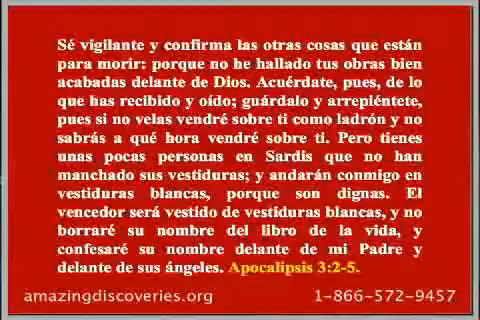 Sé vigilante y confirma las otras cosas que están
para morir: porque no he hallado tus obras bien
acabadas delante de Dios. Acuérdate, pues, de lo
que has recibido y oído; guárdalo y arrepiéntete,
pues si no velas vendré sobre ti como ladrón y no
sabrás a qué hora vendré sobre ti. Pero tienes
unas pocas personas en Sardis que no han
manchado sus vestiduras; y andarán conmigo en
vestiduras blancas, porque son dignas. El
vencedor será vestido de vestiduras blancas, y no
borraré su nombre del libro de la vida, y
confesaré su nombre delante de mi Padre y
delante de sus ángeles. Apocalipsis 3:2-5.
amazingdiscoveries.org 1-866-572-9457